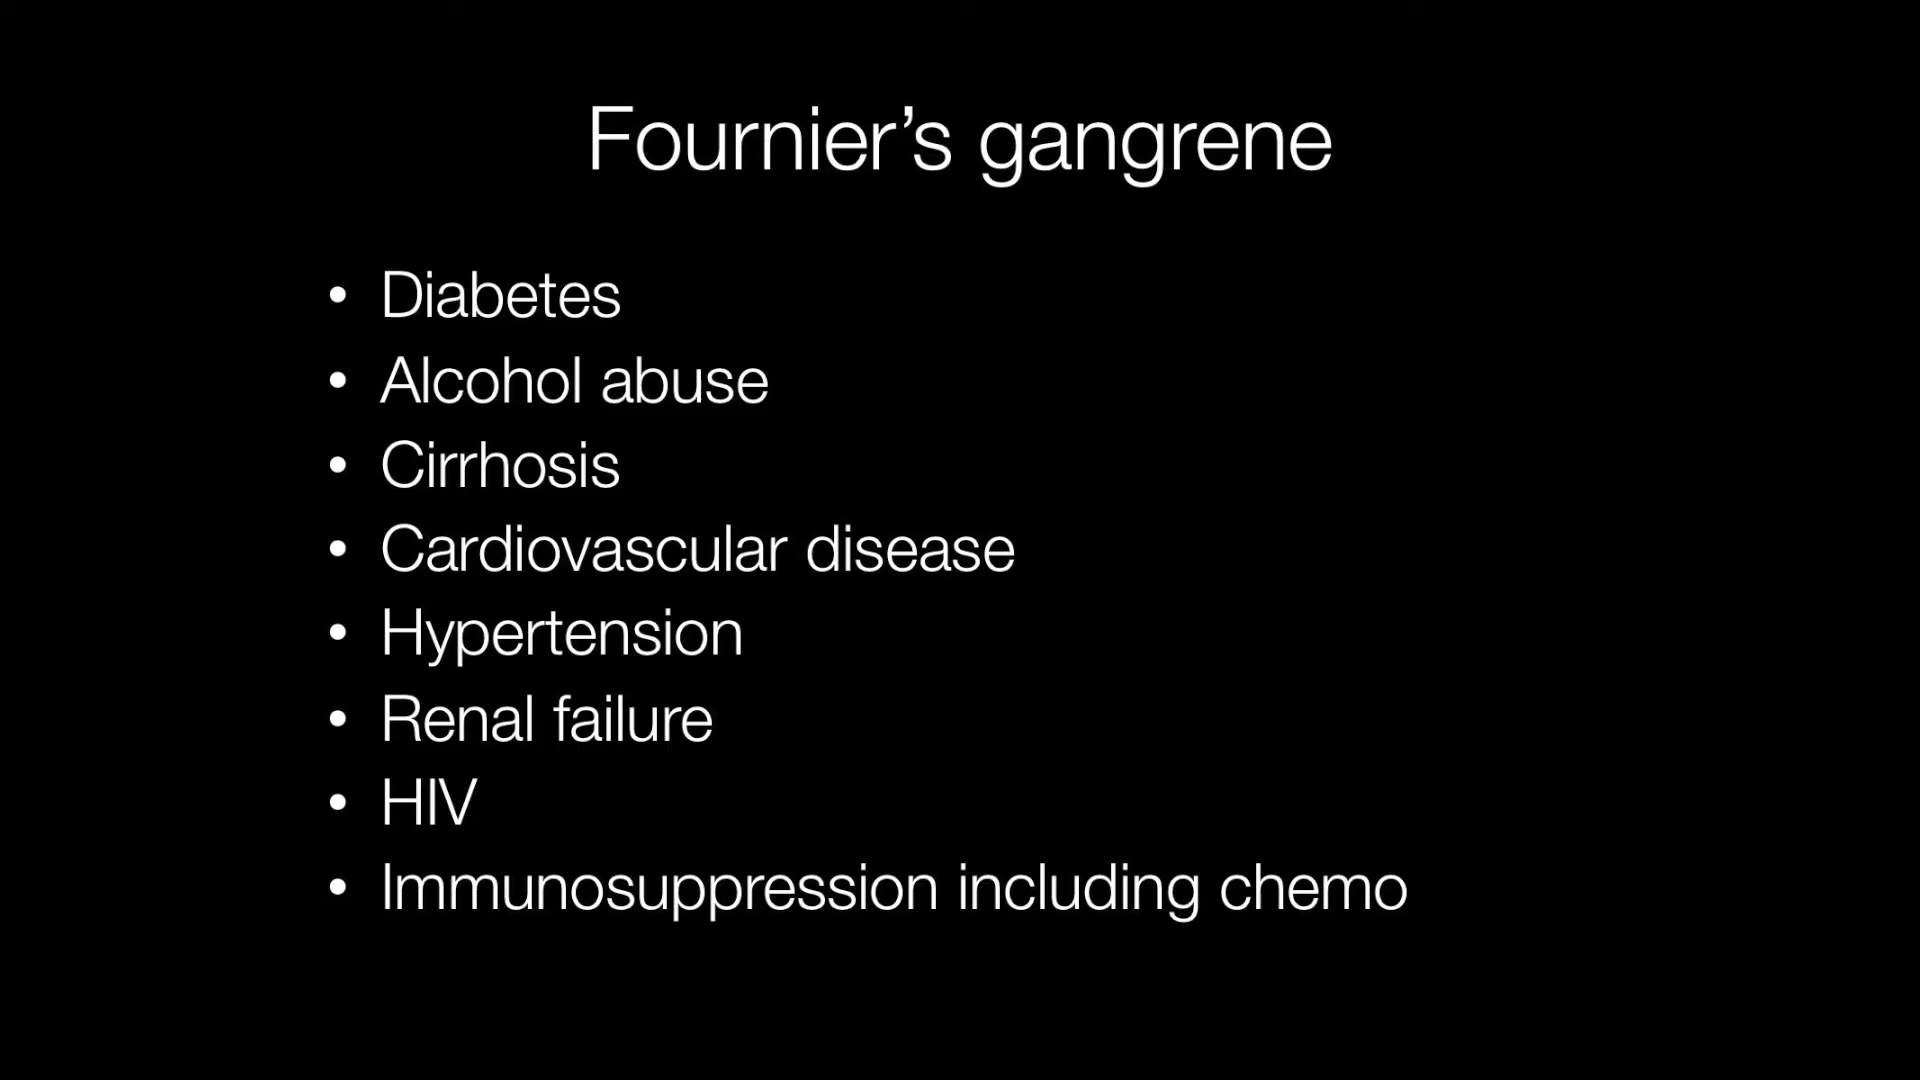 Fournier’s gangrene
• Diabetes
• Alcohol abuse
• Cirrhosis
• Cardiovascular disease
• Hypertension
• Renal failure
• HIV
• Immunosuppression including chemo